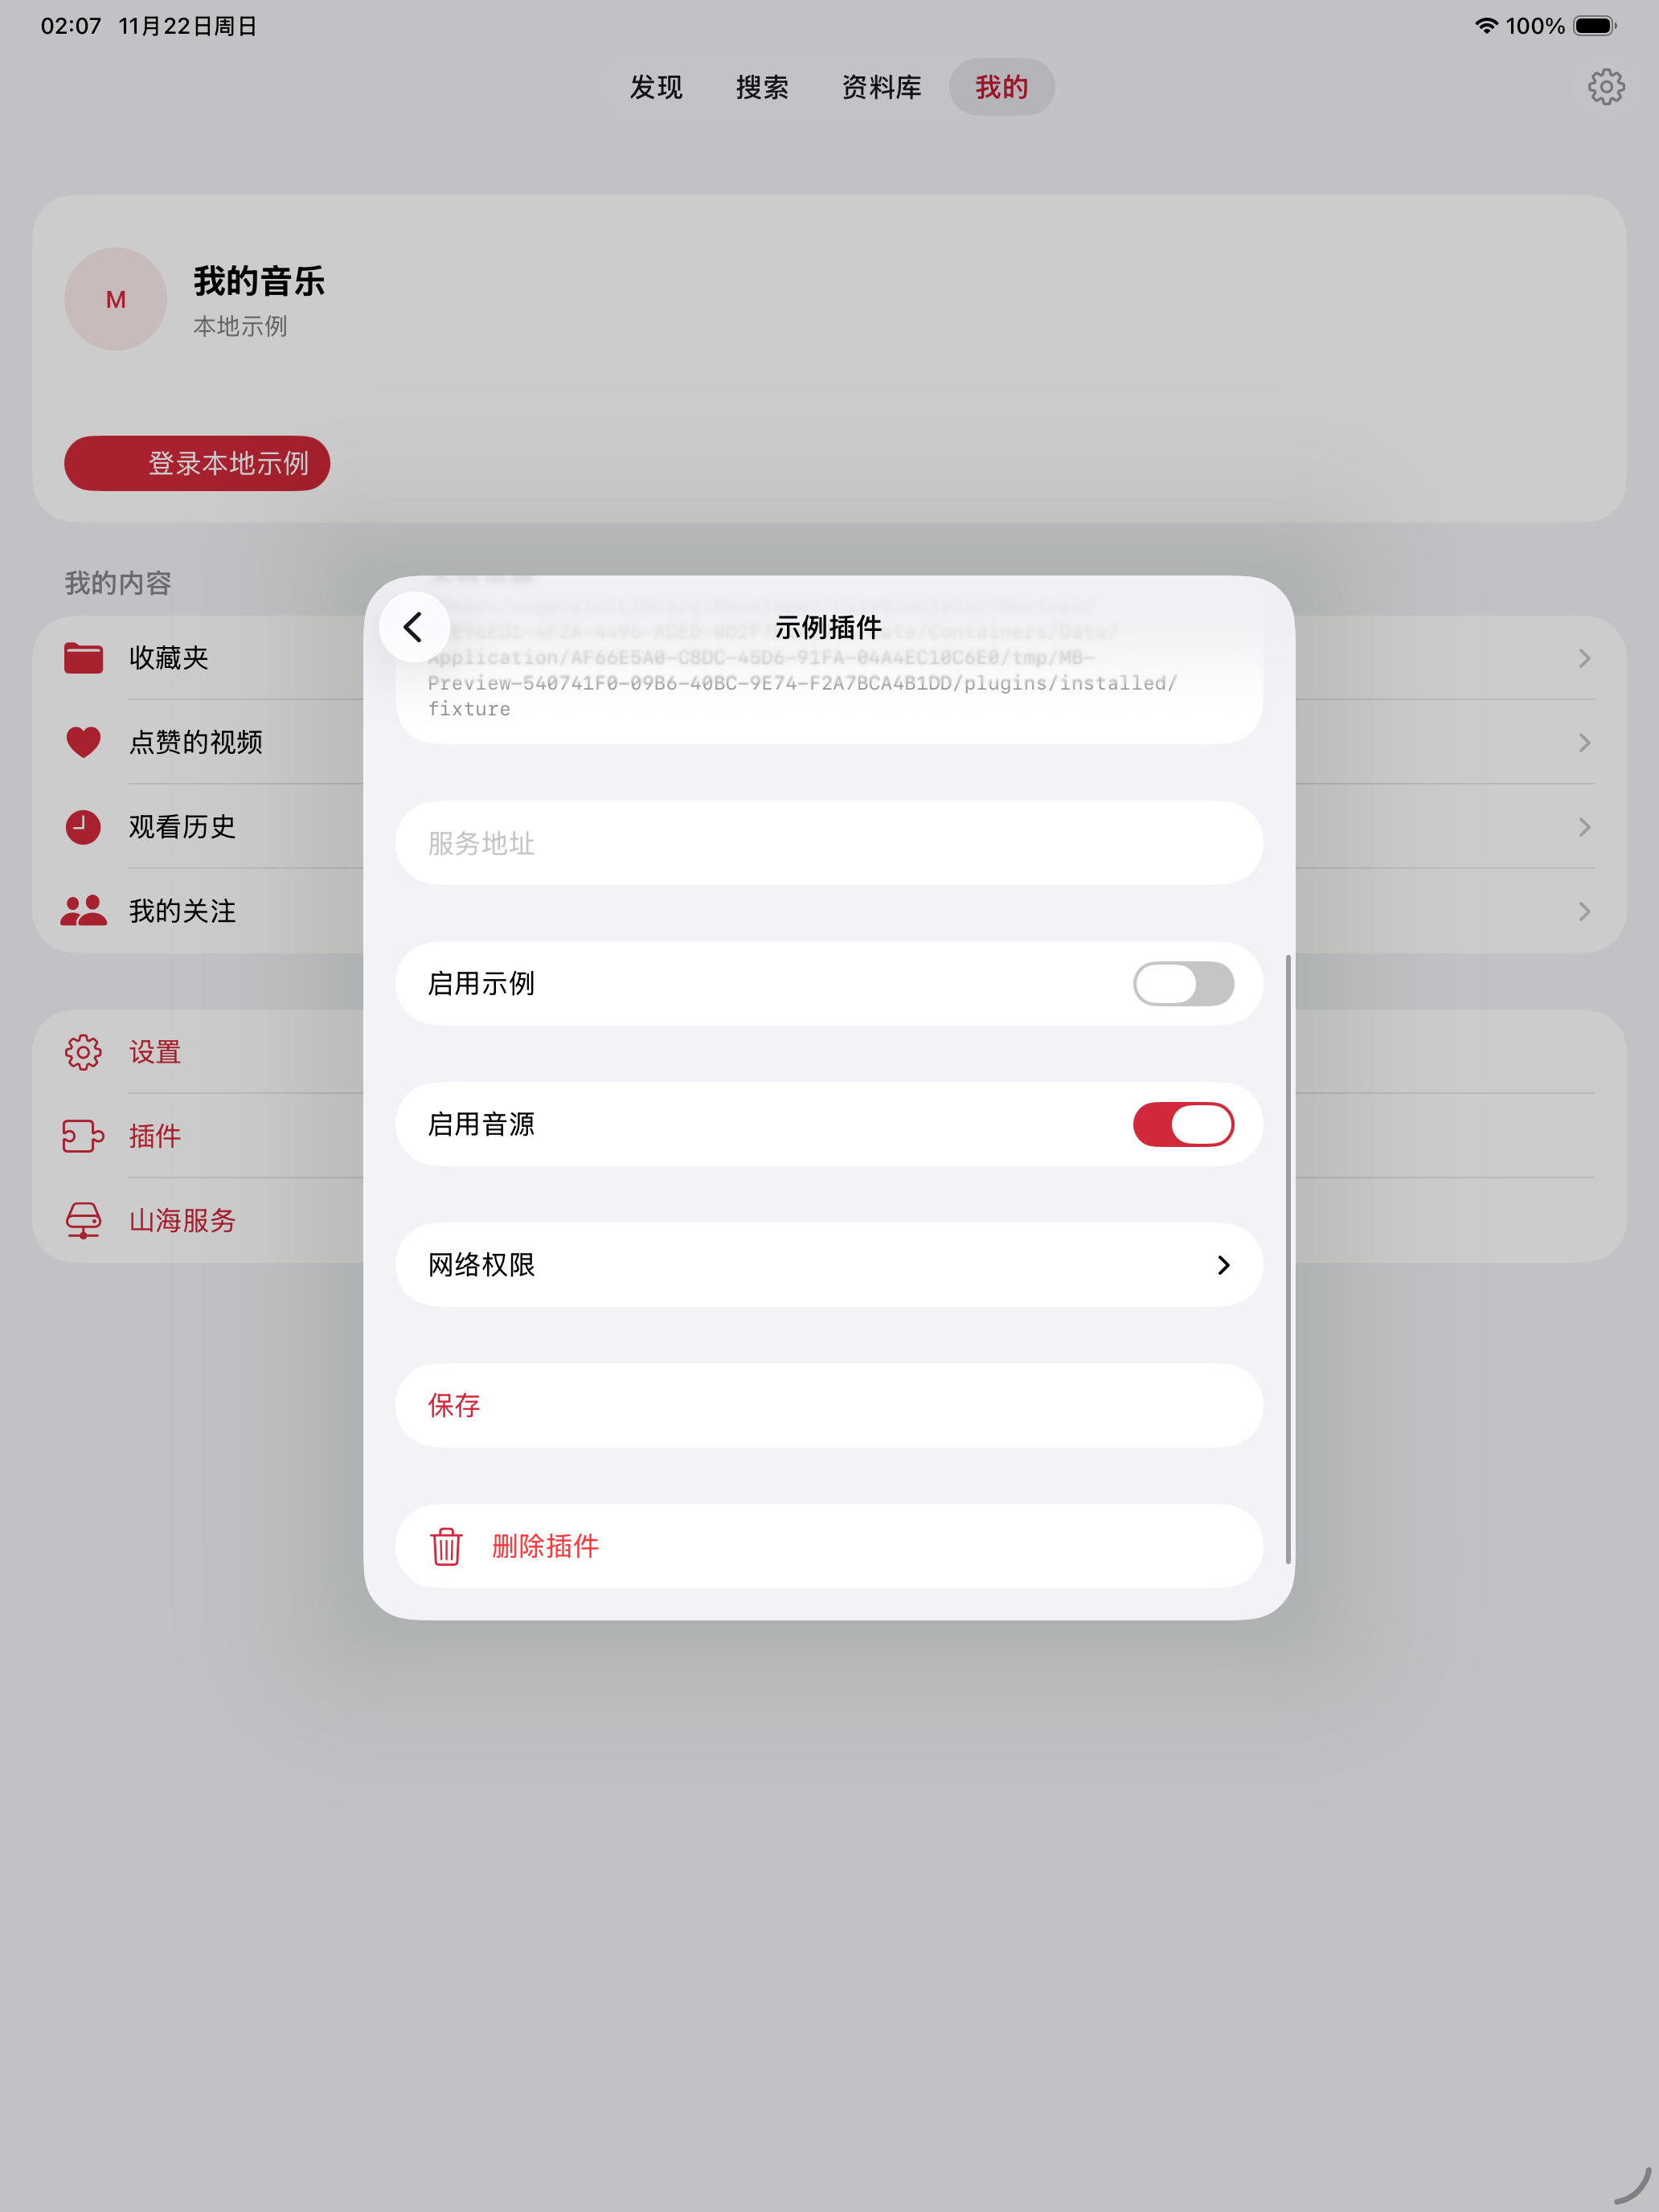 02:07 11月22日周日
100%
发现 搜索 资料库 我的
M
我的音乐
本地示例
登录本地示例
我的内容
收藏夹
点赞的视频
观看历史
我的关注
设置
插件
山海服务
示例插件
Application/AF66E5A0-C8DC-45D6-91FA-04A4EC10C6E0/tmp/MB-
Preview-540741F0-09B6-40BC-9E74-F2A7BCA4B1DD/plugins/installed/
fixture
服务地址
启用示例
启用音源
网络权限
保存
删除插件